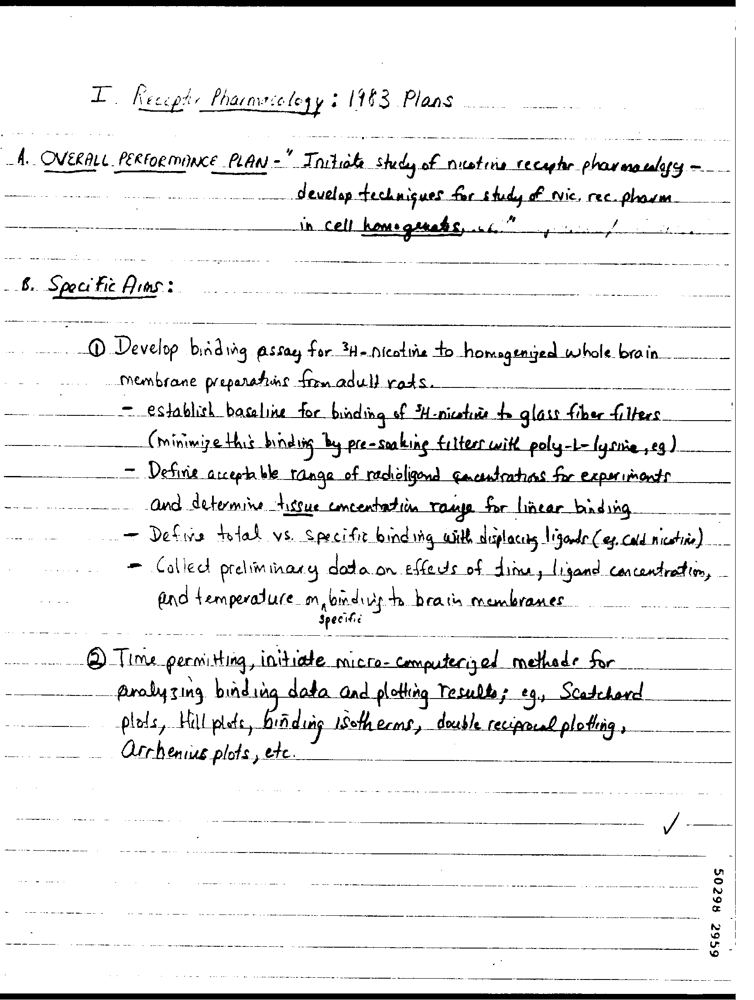 I. Receptor Pharmacology: 1983 Plans
A. OVERALL PERFORMANCE PLAN - " Initiate study of nicotine receptor pharmacology -
develop techniques for study of nic. rec. pharm
in cell homogenates, ... "
B. Specific Aims:
① Develop binding assay for ³H-nicotine to homogenized whole brain
membrane preparations from adult rats.
- establish baseline for binding of ³H-nicotine to glass fiber filters
(minimize this binding by pre-soaking filters with poly-L-lysine, eg)
- Define acceptable range of radioligand concentrations for experiments
and determine tissue concentration range for linear binding
- Define total vs. specific binding with displacing ligands (eg. cold nicotine)
- Collect preliminary data on effects of time, ligand concentration,
and temperature on specific binding to brain membranes
② Time permitting, initiate micro-computerized methods for
analyzing binding data and plotting results; eg., Scatchard
plots, Hill plots, binding isotherms, double reciprocal plotting,
Arrhenius plots, etc.
✓
50298 2959